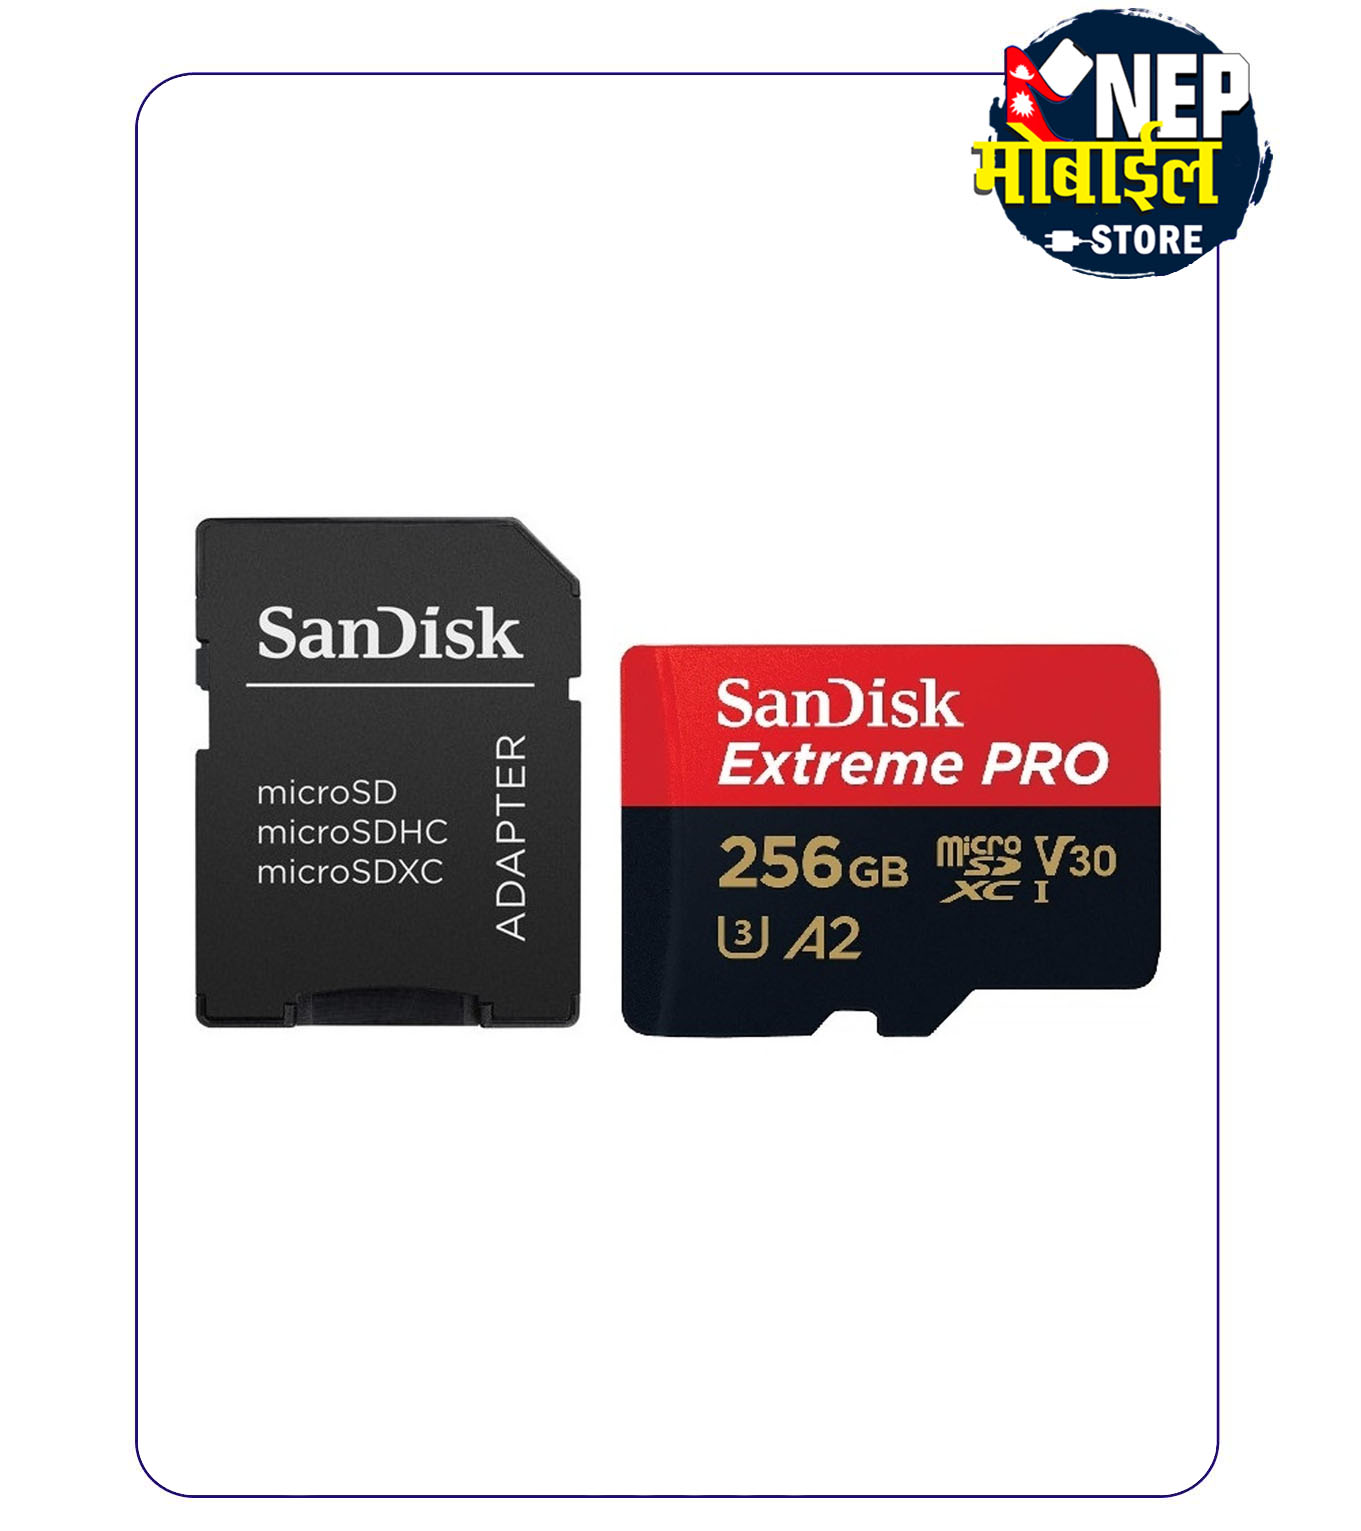 NEP
मोबाईल
STORE
SanDisk
microSD
microSDHC
microSDXC
ADAPTER
SanDisk
Extreme PRO
256GB micro SD XC I V30
U3 A2